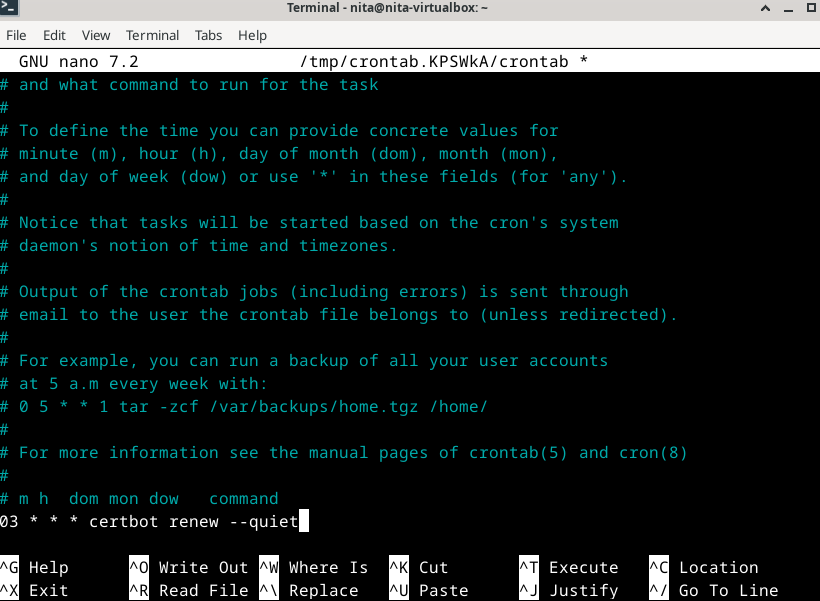 Terminal - nita@nita-virtualbox: ~
File Edit View Terminal Tabs Help
GNU nano 7.2 /tmp/crontab.KPSWkA/crontab *
# and what command to run for the task
#
# To define the time you can provide concrete values for
# minute (m), hour (h), day of month (dom), month (mon),
# and day of week (dow) or use '*' in these fields (for 'any').
#
# Notice that tasks will be started based on the cron's system
# daemon's notion of time and timezones.
#
# Output of the crontab jobs (including errors) is sent through
# email to the user the crontab file belongs to (unless redirected).
#
# For example, you can run a backup of all your user accounts
# at 5 a.m every week with:
# 0 5 * * 1 tar -zcf /var/backups/home.tgz /home/
#
# For more information see the manual pages of crontab(5) and cron(8)
#
# m h  dom mon dow   command
03 * * * certbot renew --quiet
^G Help ^O Write Out ^W Where Is ^K Cut ^T Execute ^C Location
^X Exit ^R Read File ^\ Replace ^U Paste ^J Justify ^/ Go To Line